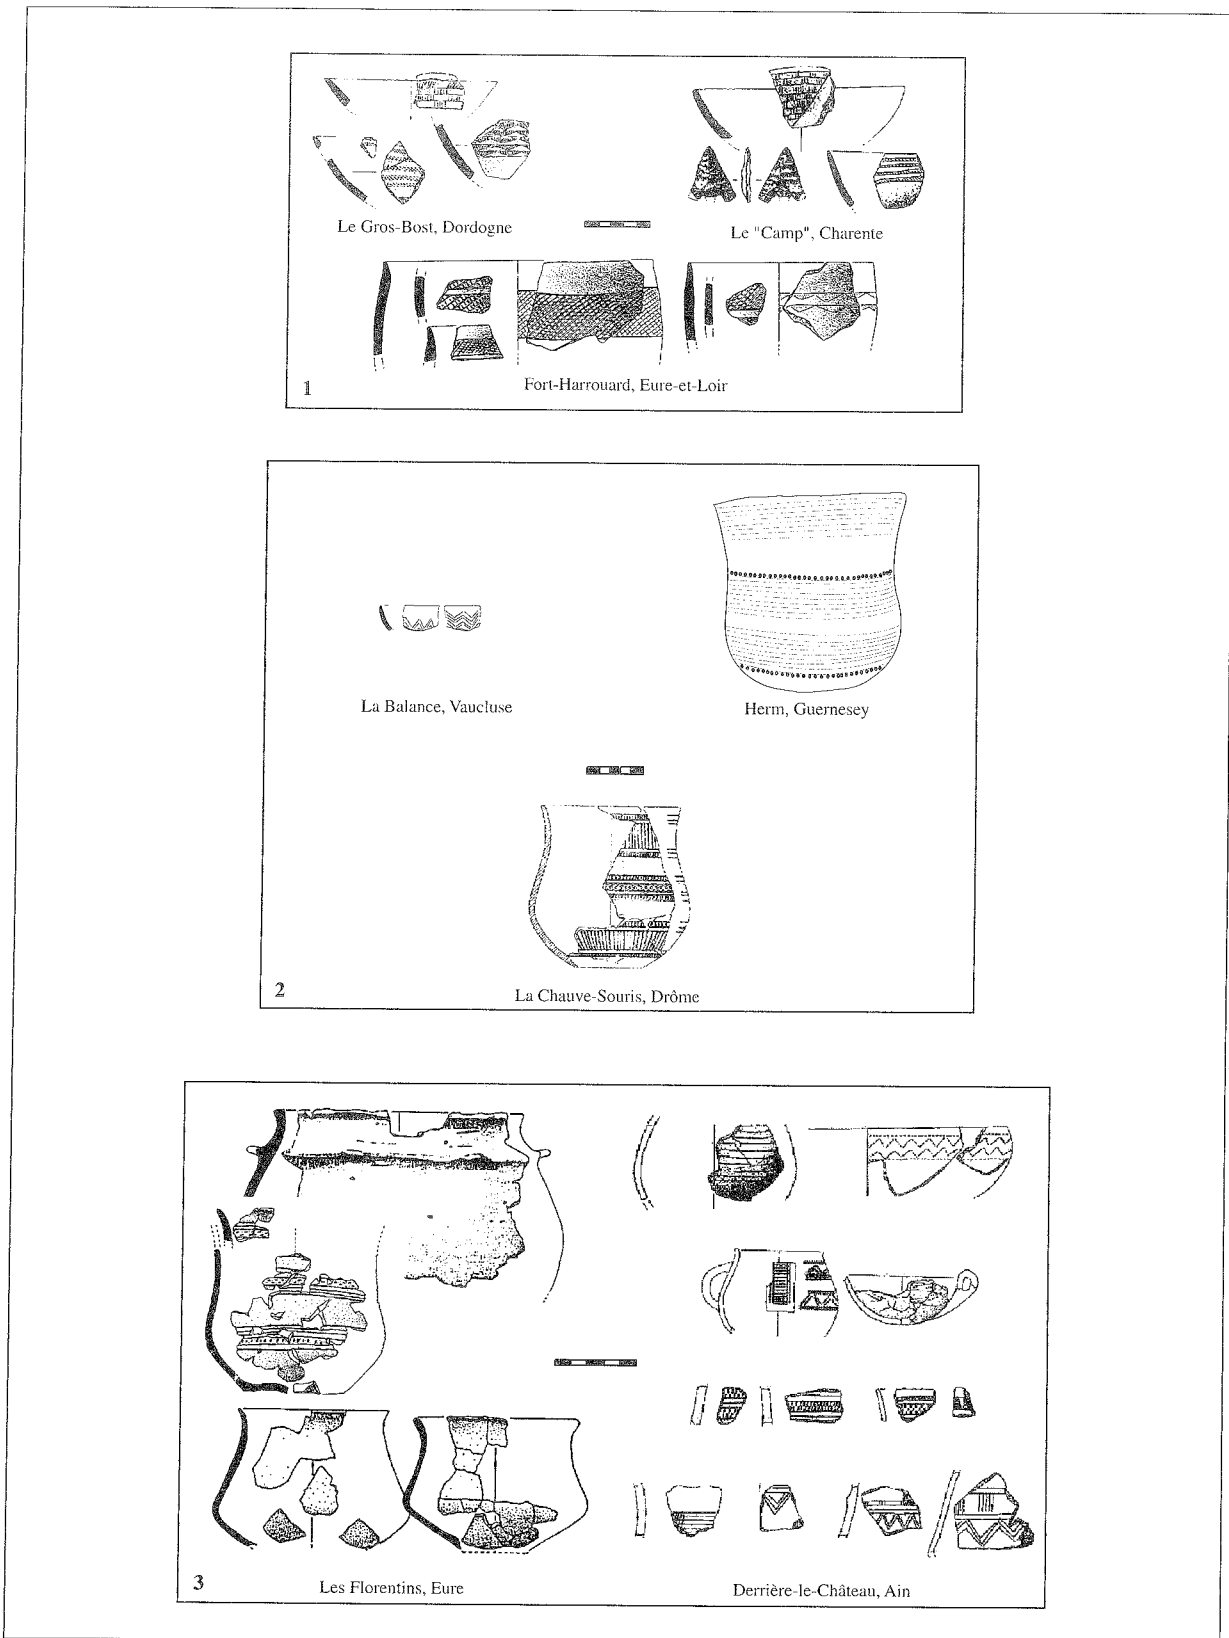 Le Gros-Bost, Dordogne
Le "Camp", Charente
Fort-Harrouard, Eure-et-Loir
1
La Balance, Vaucluse
Herm, Guernesey
La Chauve-Souris, Drôme
2
Les Florentins, Eure
Derrière-le-Château, Ain
3